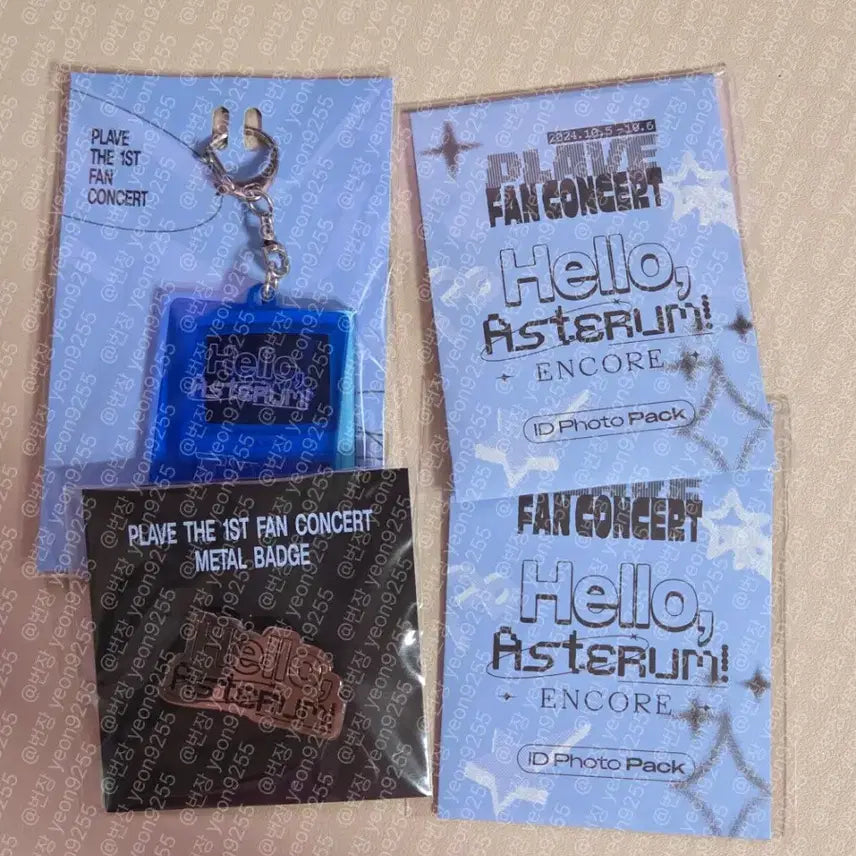 PLAVE
THE 1ST
FAN
CONCERT
Hello,
Asterum!
PLAVE THE 1ST FAN CONCERT
METAL BADGE
Hello,
Asterum!
2024.10.5-10.6
PLAVE
FAN CONCERT
Hello,
Asterum!
ENCORE
ID Photo Pack
FAN CONCERT
Hello,
Asterum!
ENCORE
ID Photo Pack
@번장 yeon9255